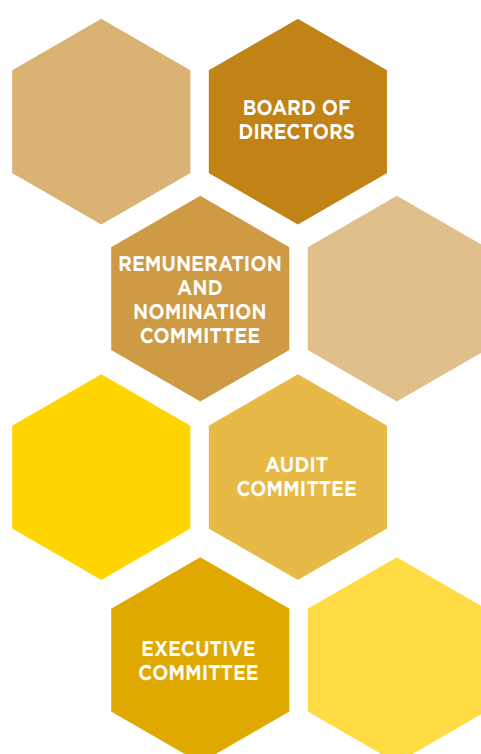 BOARD OF
DIRECTORS
REMUNERATION
AND
NOMINATION
COMMITTEE
AUDIT
COMMITTEE
EXECUTIVE
COMMITTEE